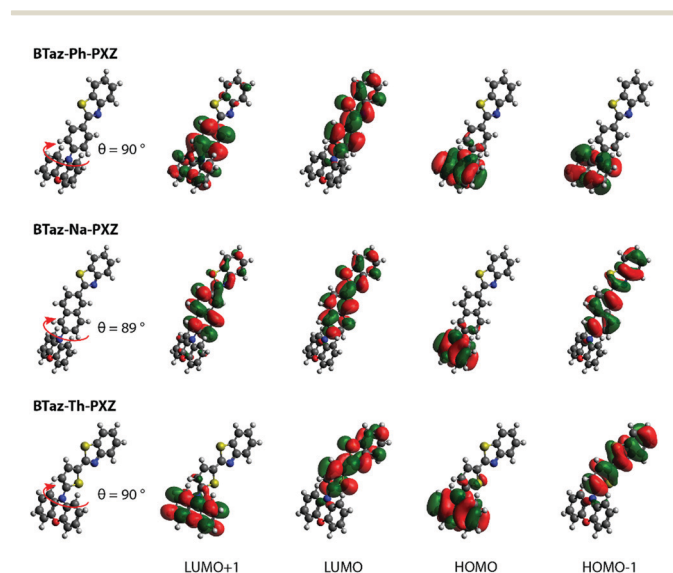 BTaz-Ph-PXZ
θ = 90 °
BTaz-Na-PXZ
θ = 89 °
BTaz-Th-PXZ
θ = 90 °
LUMO+1 LUMO HOMO HOMO-1